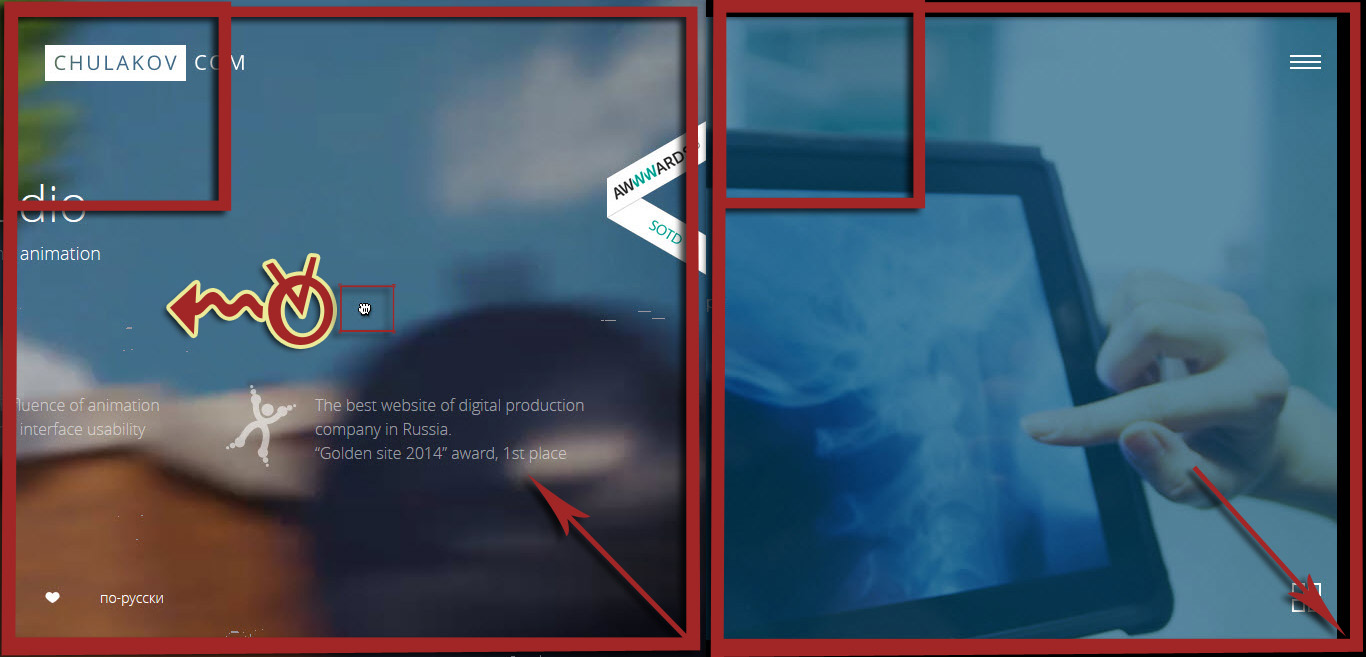 CHULAKOV COM
AWWWARDS
SOTD
dio
animation
fluence of animation
interface usability
The best website of digital production
company in Russia.
“Golden site 2014” award, 1st place
по-русски